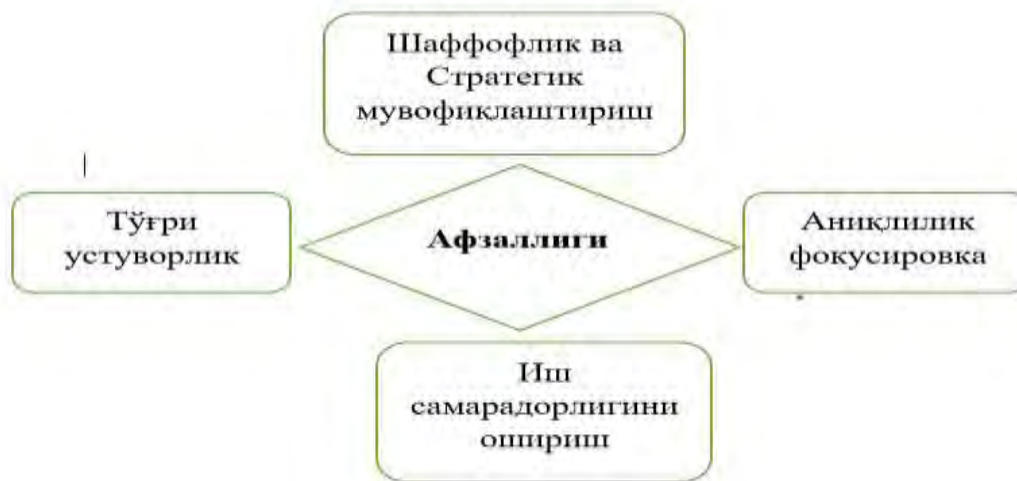 Шаффофлик ва
Стратегик
мувофиқлаштириш
Тўғри
устуворлик
Афзаллиги
Аниқлилик
фокусировка
Иш
самарадорлигини
ошириш